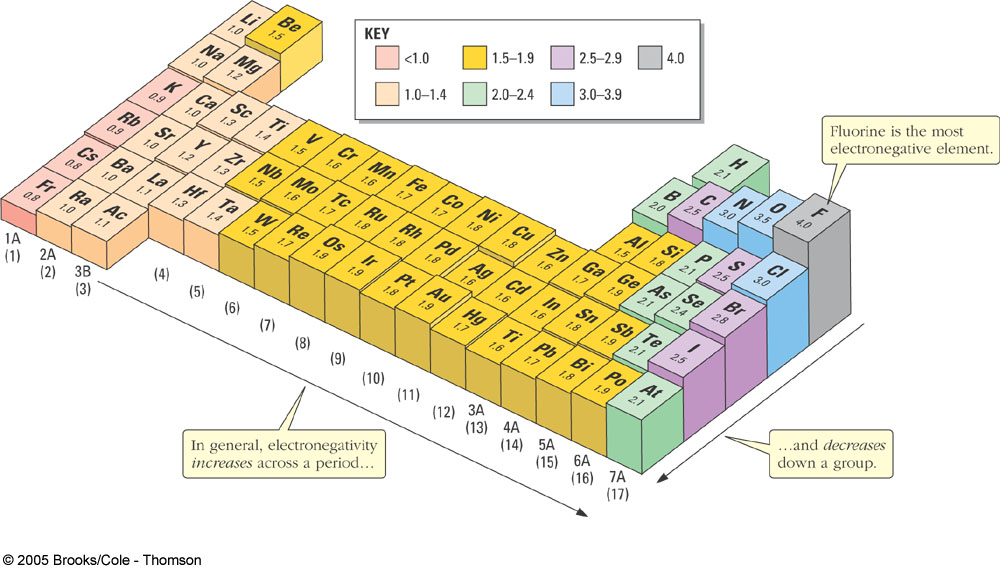 KEY
<1.0
1.5–1.9
2.5–2.9
4.0
1.0–1.4
2.0–2.4
3.0–3.9
Fluorine is the most
electronegative element.
H
2.1
Li
1.0
Be
1.5
B
2.0
C
2.5
N
3.0
O
3.5
F
4.0
Na
1.0
Mg
1.2
Al
1.5
Si
1.8
P
2.1
S
2.5
Cl
3.0
K
0.9
Ca
1.0
Sc
1.3
Ti
1.4
V
1.5
Cr
1.6
Mn
1.6
Fe
1.7
Co
1.7
Ni
1.8
Cu
1.8
Zn
1.6
Ga
1.7
Ge
1.9
As
2.1
Se
2.4
Br
2.8
Rb
0.9
Sr
1.0
Y
1.2
Zr
1.3
Nb
1.5
Mo
1.6
Tc
1.7
Ru
1.8
Rh
1.8
Pd
1.8
Ag
1.6
Cd
1.6
In
1.6
Sn
1.8
Sb
1.9
Te
2.1
I
2.5
Cs
0.8
Ba
1.0
La
1.1
Hf
1.3
Ta
1.4
W
1.5
Re
1.7
Os
1.9
Ir
1.9
Pt
1.8
Au
1.9
Hg
1.7
Ti
1.6
Pb
1.7
Bi
1.8
Po
1.9
At
2.1
Fr
0.8
Ra
1.0
Ac
1.1
1A
(1)
2A
(2)
3B
(3)
(4)
(5)
(6)
(7)
(8)
(9)
(10)
(11)
(12)
3A
(13)
4A
(14)
5A
(15)
6A
(16)
7A
(17)
In general, electronegativity
increases across a period…
…and decreases
down a group.
© 2005 Brooks/Cole - Thomson